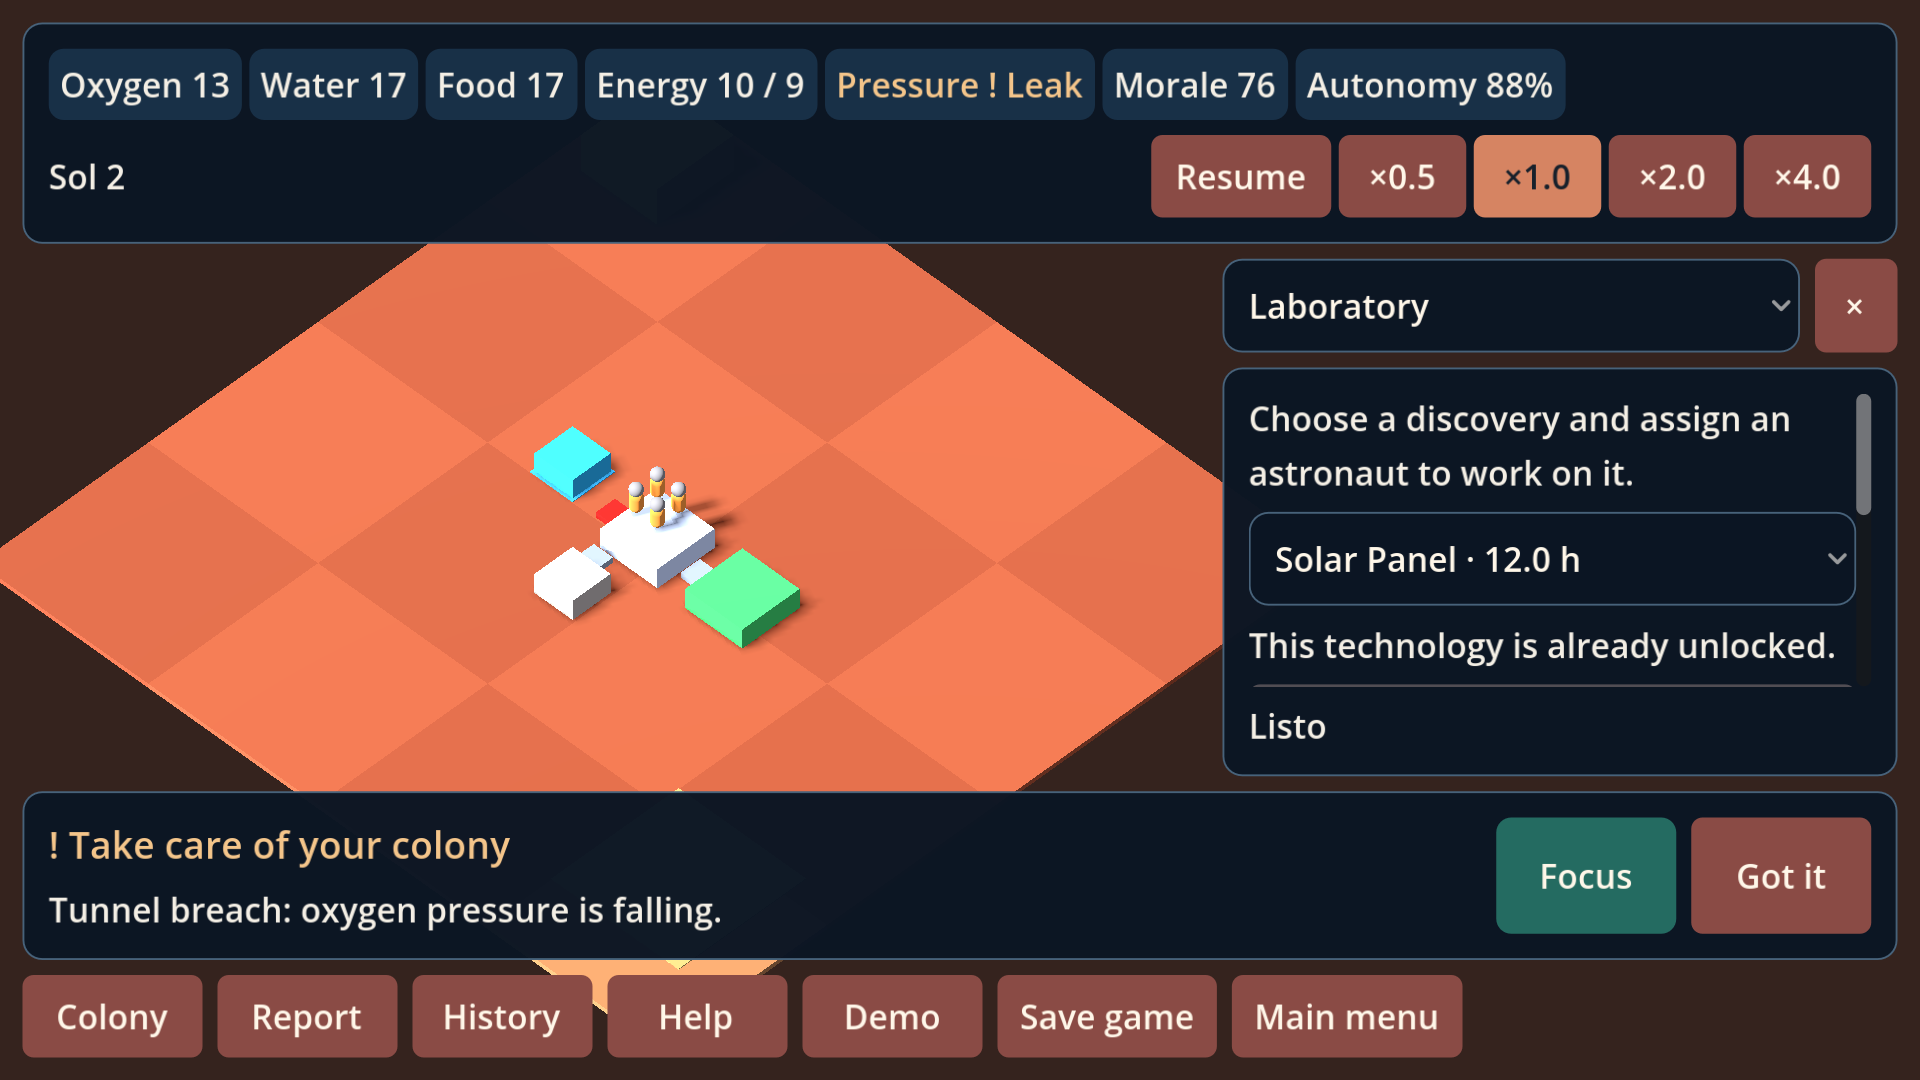 Oxygen 13 Water 17 Food 17 Energy 10 / 9 Pressure ! Leak Morale 76 Autonomy 88%
Sol 2 Resume ×0.5 ×1.0 ×2.0 ×4.0
Laboratory ×
Choose a discovery and assign an
astronaut to work on it.
Solar Panel · 12.0 h
This technology is already unlocked.
Listo
! Take care of your colony
Tunnel breach: oxygen pressure is falling.
Focus Got it
Colony Report History Help Demo Save game Main menu